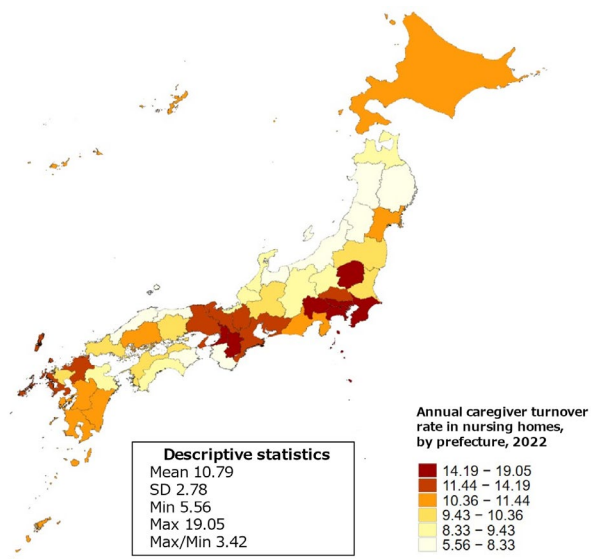 Annual caregiver turnover
rate in nursing homes,
by prefecture, 2022
14.19 – 19.05
11.44 – 14.19
10.36 – 11.44
9.43 – 10.36
8.33 – 9.43
5.56 – 8.33
Descriptive statistics
Mean 10.79
SD 2.78
Min 5.56
Max 19.05
Max/Min 3.42